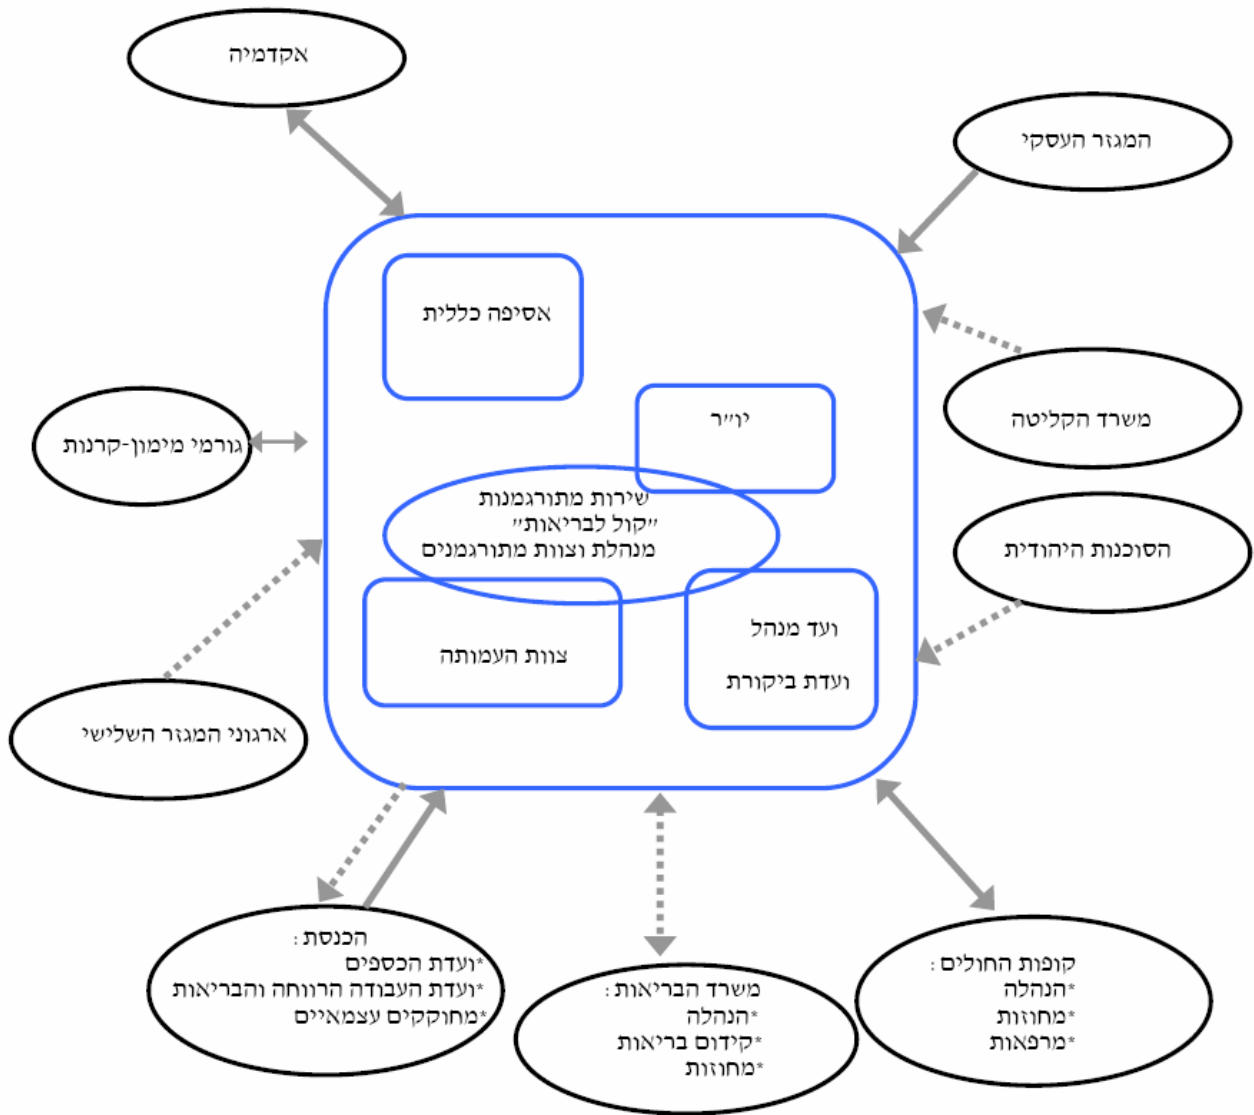 אקדמיה
המגזר העסקי
אסיפה כללית
יו״ר
משרד הקליטה
גורמי מימון-קרנות
שירות מתורגמנות
״קול לבריאות״
מנהלת וצוות מתורגמנים
הסוכנות היהודית
ועד מנהל
ועדת ביקורת
צוות העמותה
ארגוני המגזר השלישי
הכנסת:
*ועדת הכספים
*ועדת העבודה הרווחה והבריאות
*מחוקקים עצמאיים
משרד הבריאות:
*הנהלה
*קידום בריאות
*מחוזות
קופות החולים:
*הנהלה
*מחוזות
*מרפאות